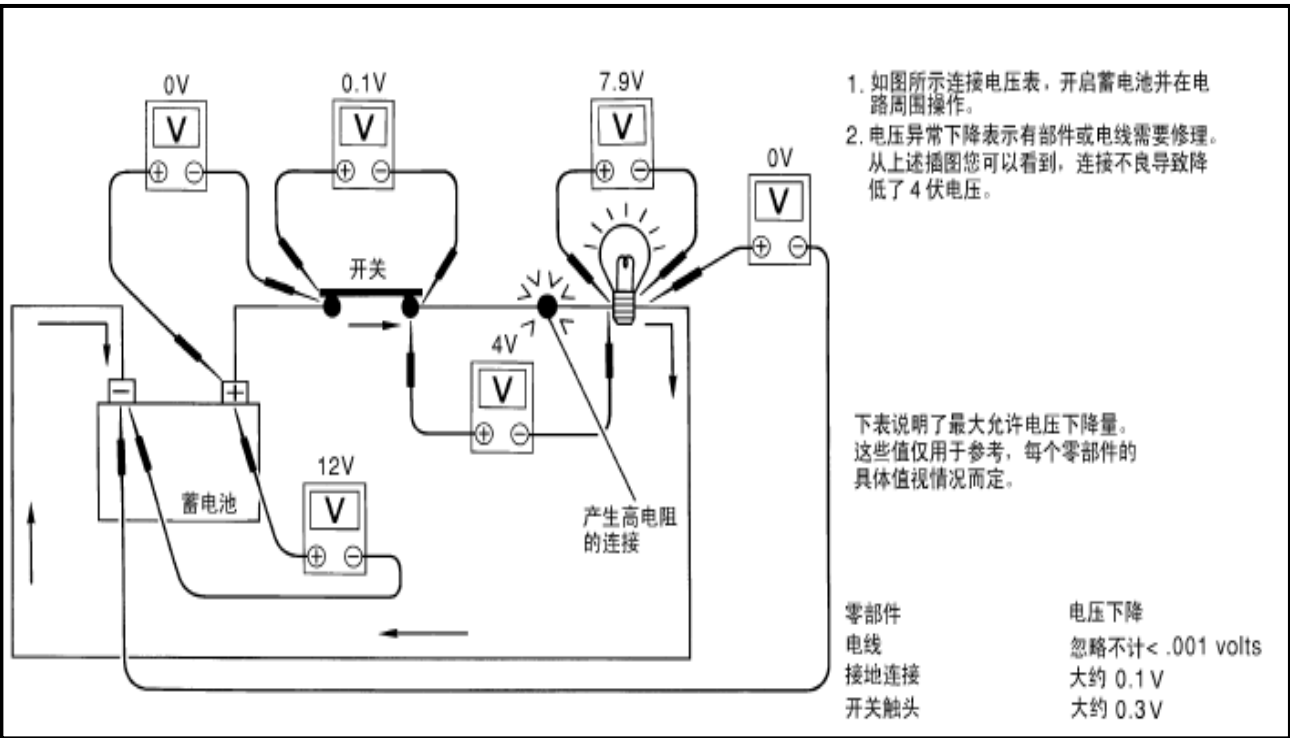 0V
0.1V
7.9V
0V
V
V
V
V
开关
4V
V
12V
V
蓄电池
产生高电阻
的连接
1. 如图所示连接电压表，开启蓄电池并在电
路周围操作。
2. 电压异常下降表示有部件或电线需要修理。
从上述插图您可以看到，连接不良导致降
低了 4 伏电压。
下表说明了最大允许电压下降量。
这些值仅用于参考，每个零部件的
具体值视情况而定。
零部件 电压下降
电线 忽略不计< .001 volts
接地连接 大约 0.1 V
开关触头 大约 0.3 V